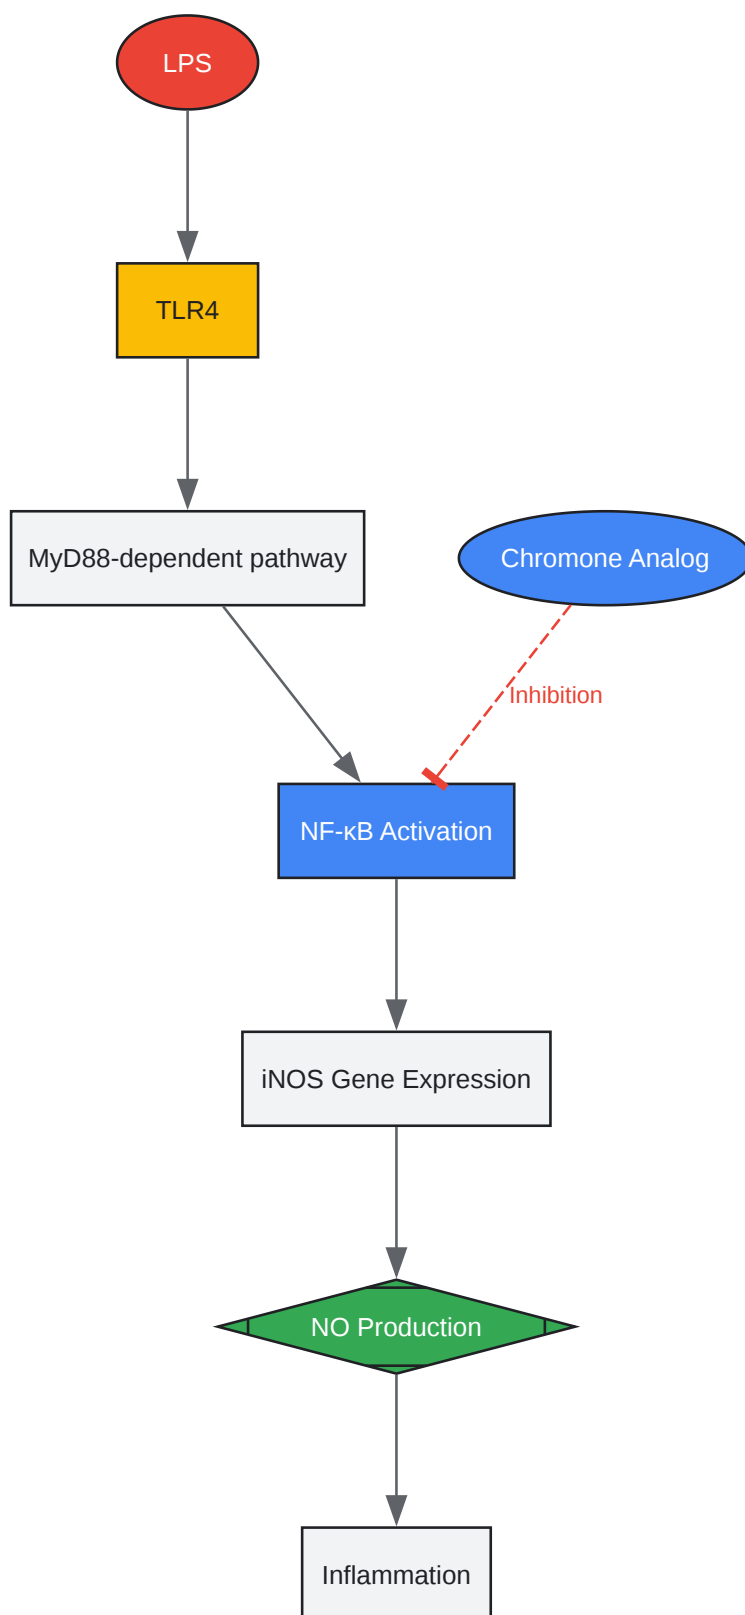 LPS
TLR4
MyD88-dependent pathway
Chromone Analog
Inhibition
NF-κB Activation
iNOS Gene Expression
NO Production
Inflammation